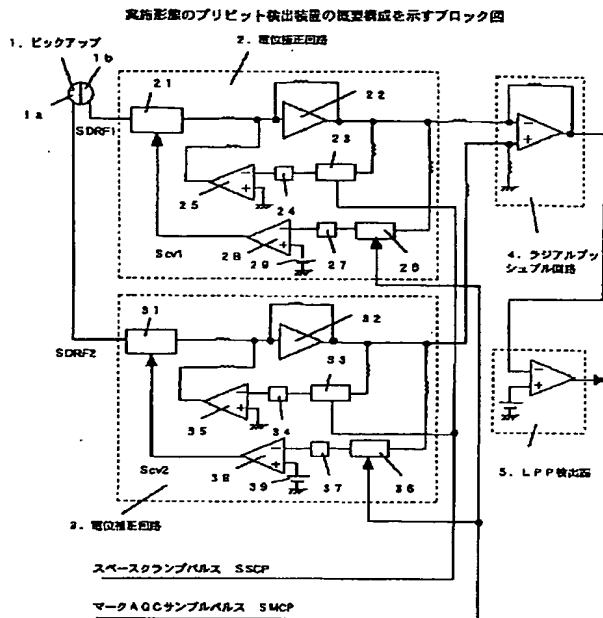 実施形態のプリピット検出装置の概要構成を示すブロック図
1. ピックアップ
1b
1a
2. 電位補正回路
21
22
SDRF1
23
25
24
Scv1
28
29
27
26
4. ラジアルプッ
シュプル回路
31
32
SDRF2
33
35
34
Scv2
38
39
37
36
5. LPP検出器
3. 電位補正回路
スペースクランプパルス SSCP
マークAGCサンプルパルス SMCP